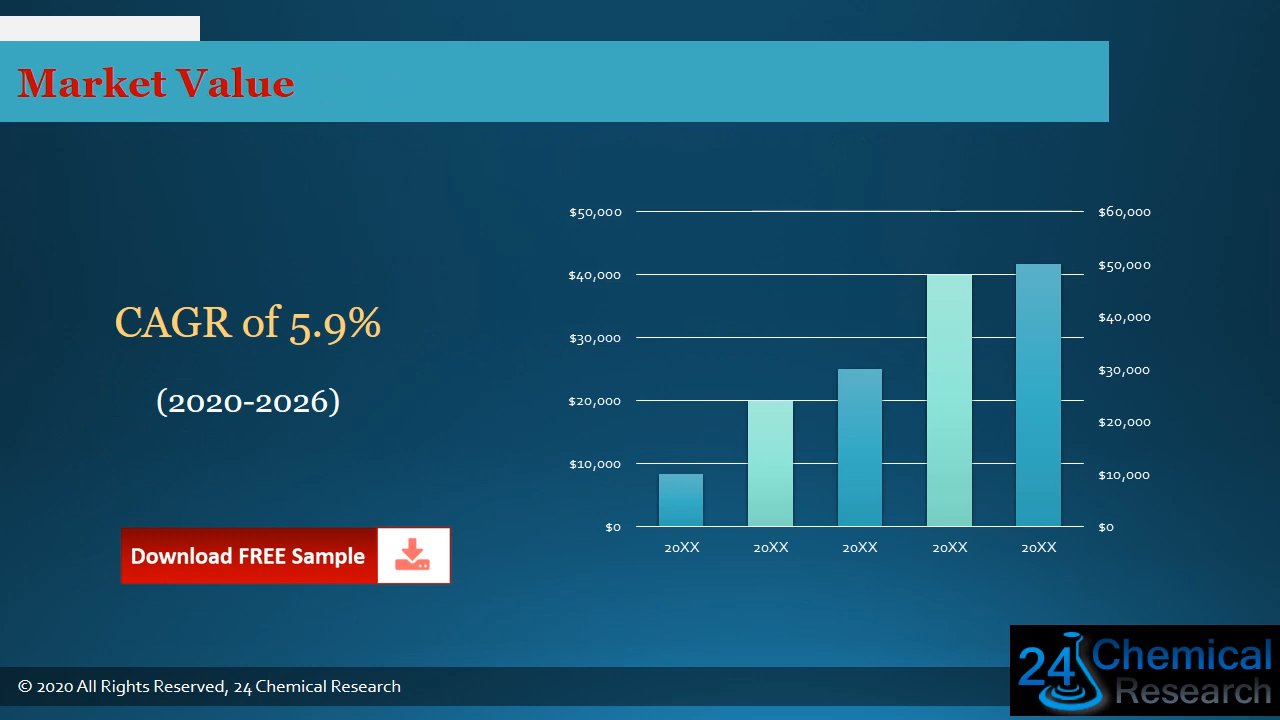 Market Value
CAGR of 5.9%
(2020-2026)
Download FREE Sample
$50,000
$40,000
$30,000
$20,000
$10,000
$0
$60,000
$50,000
$40,000
$30,000
$20,000
$10,000
$0
20XX 20XX 20XX 20XX 20XX
© 2020 All Rights Reserved, 24 Chemical Research
24 Chemical
Research